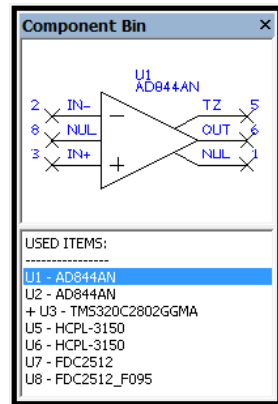 Component Bin ×
U1
AD844AN
2 IN- TZ 5
8 NUL OUT 6
3 IN+ NUL 1
USED ITEMS:
----------------
U1 - AD844AN
U2 - AD844AN
+ U3 - TMS320C2802GGMA
U5 - HCPL-3150
U6 - HCPL-3150
U7 - FDC2512
U8 - FDC2512_F095